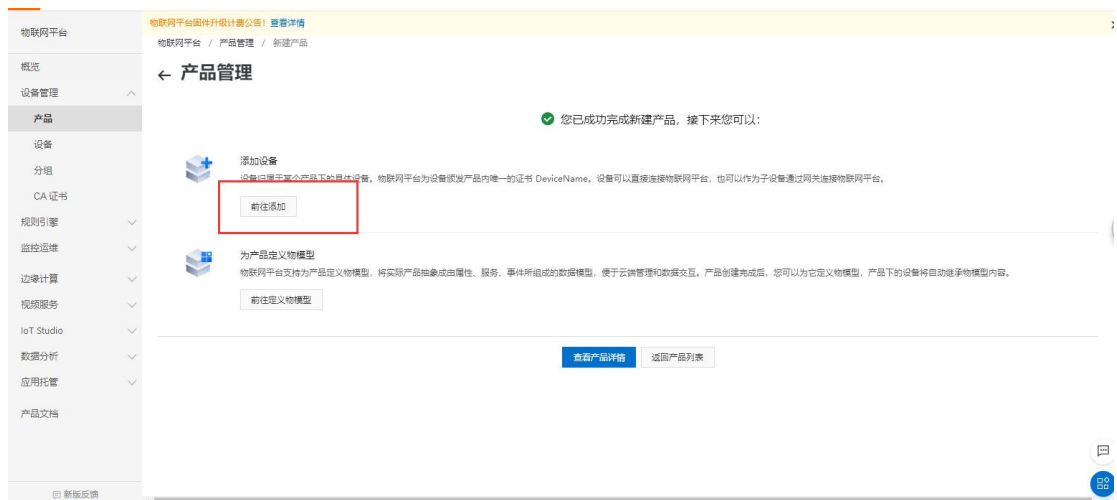 物联网平台固件升级计费公告！查看详情
物联网平台
物联网平台 / 产品管理 / 新建产品
← 产品管理
概览
设备管理
产品
设备
分组
CA 证书
规则引擎
监控运维
边缘计算
视频服务
IoT Studio
数据分析
应用托管
产品文档
新版反馈
您已成功完成新建产品，接下来您可以：
添加设备
设备归属于某个产品下的具体设备。物联网平台为设备颁发产品内唯一的证书 DeviceName。设备可以直接连接物联网平台，也可以作为子设备通过网关连接物联网平台。
前往添加
为产品定义物模型
物联网平台支持为产品定义物模型，将实际产品抽象成由属性、服务、事件所组成的数据模型，便于云端管理和数据交互。产品创建完成后，您可以为它定义物模型，产品下的设备将自动继承物模型内容。
前往定义物模型
查看产品详情
返回产品列表